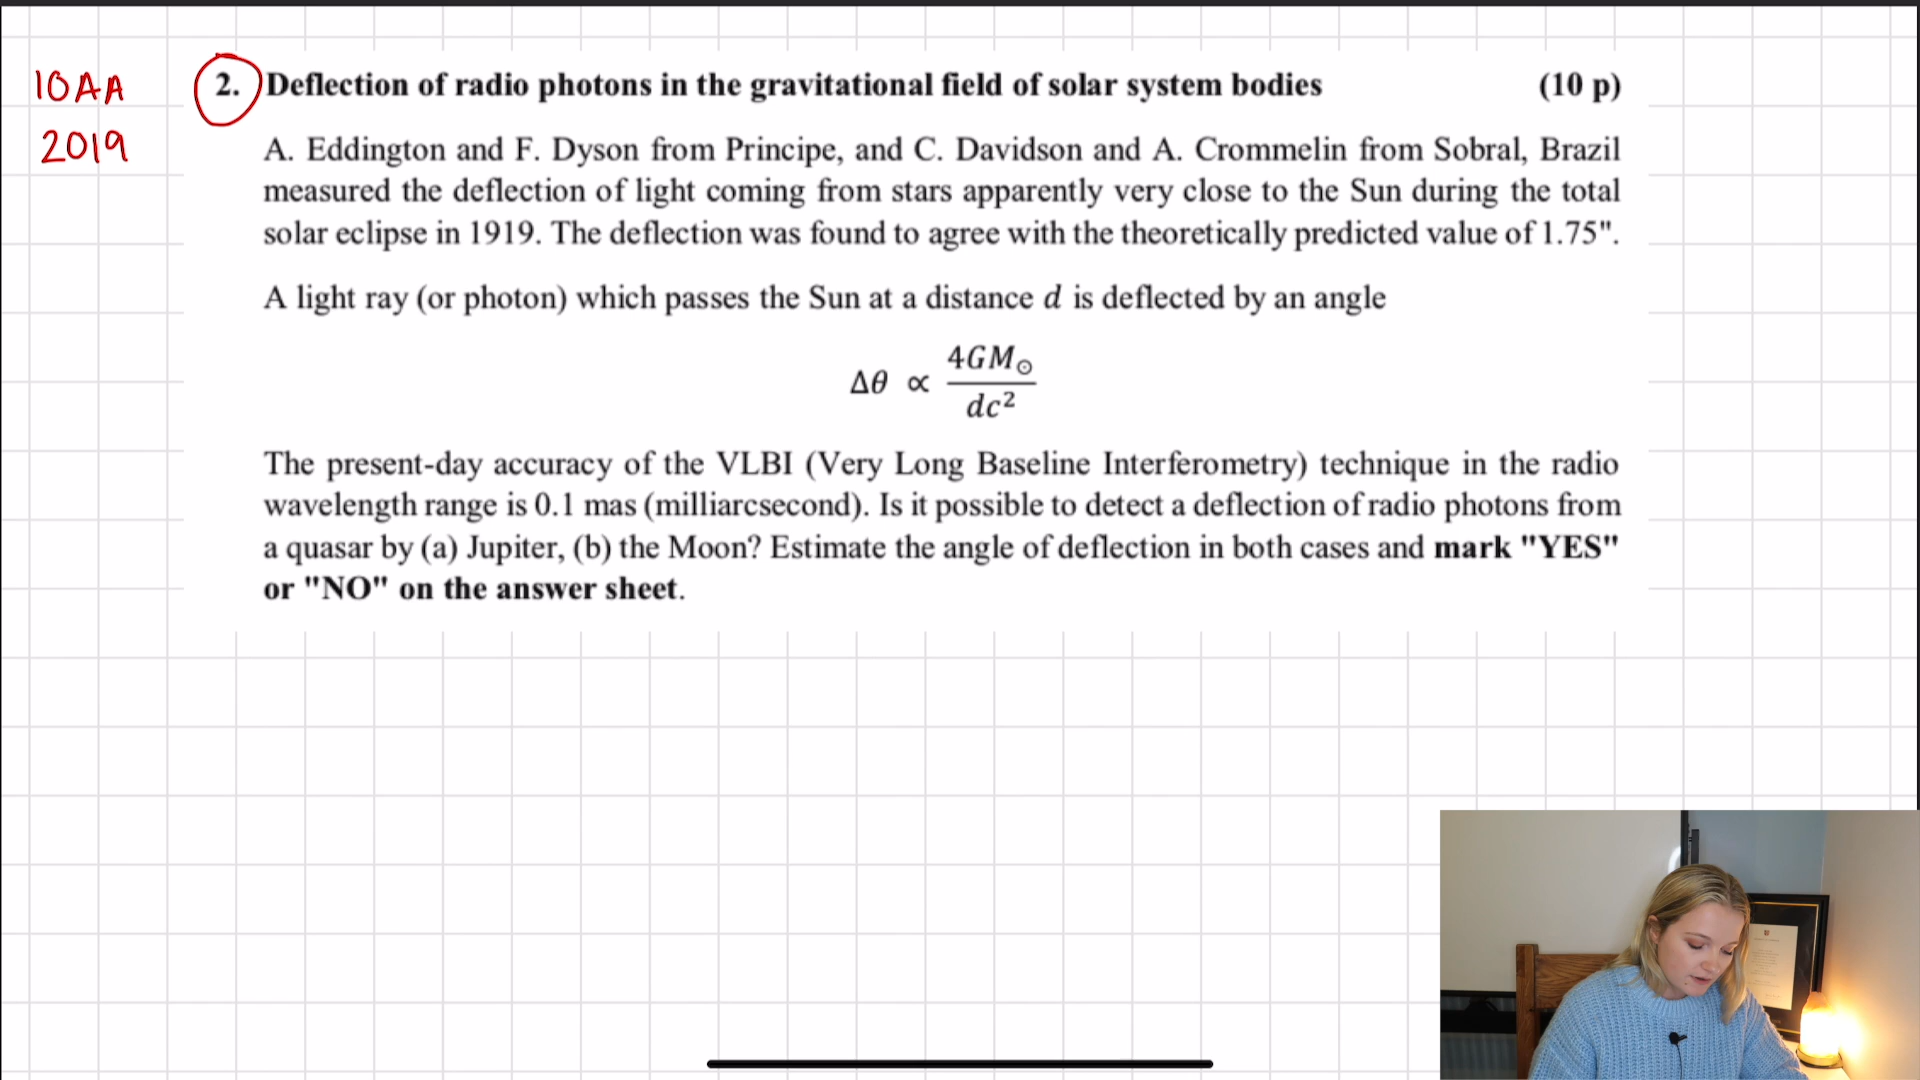 IOAA
2019
2. Deflection of radio photons in the gravitational field of solar system bodies (10 p)
A. Eddington and F. Dyson from Principe, and C. Davidson and A. Crommelin from Sobral, Brazil
measured the deflection of light coming from stars apparently very close to the Sun during the total
solar eclipse in 1919. The deflection was found to agree with the theoretically predicted value of 1.75".
A light ray (or photon) which passes the Sun at a distance d is deflected by an angle
Δθ ∝ 4GM☉ / dc²
The present-day accuracy of the VLBI (Very Long Baseline Interferometry) technique in the radio
wavelength range is 0.1 mas (milliarcsecond). Is it possible to detect a deflection of radio photons from
a quasar by (a) Jupiter, (b) the Moon? Estimate the angle of deflection in both cases and mark "YES"
or "NO" on the answer sheet.